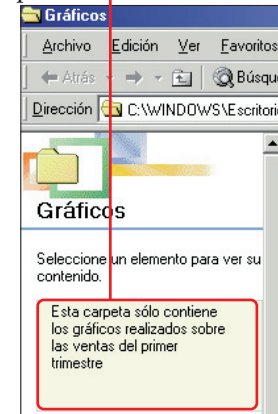 Gráficos
Archivo Edición Ver Favoritos
Atrás Búsqu
Dirección C:\WINDOWS\Escritorio
Gráficos
Seleccione un elemento para ver su
contenido.
Esta carpeta sólo contiene
los gráficos realizados sobre
las ventas del primer
trimestre